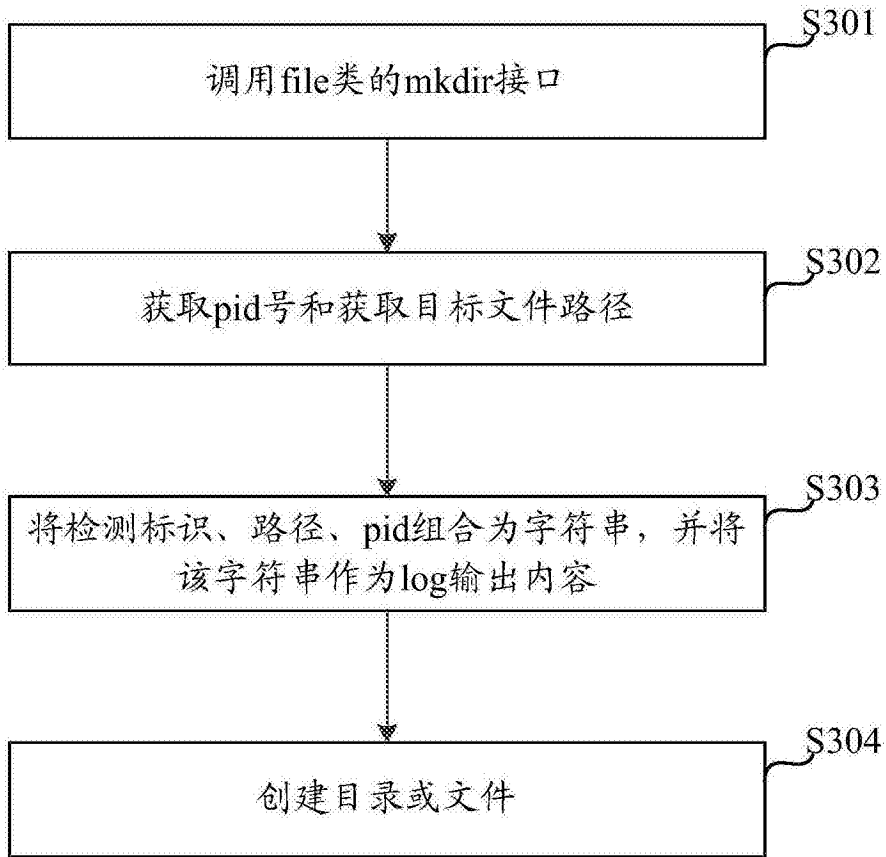 S301
调用file类的mkdir接口
S302
获取pid号和获取目标文件路径
S303
将检测标识、路径、pid组合为字符串，并将
该字符串作为log输出内容
S304
创建目录或文件